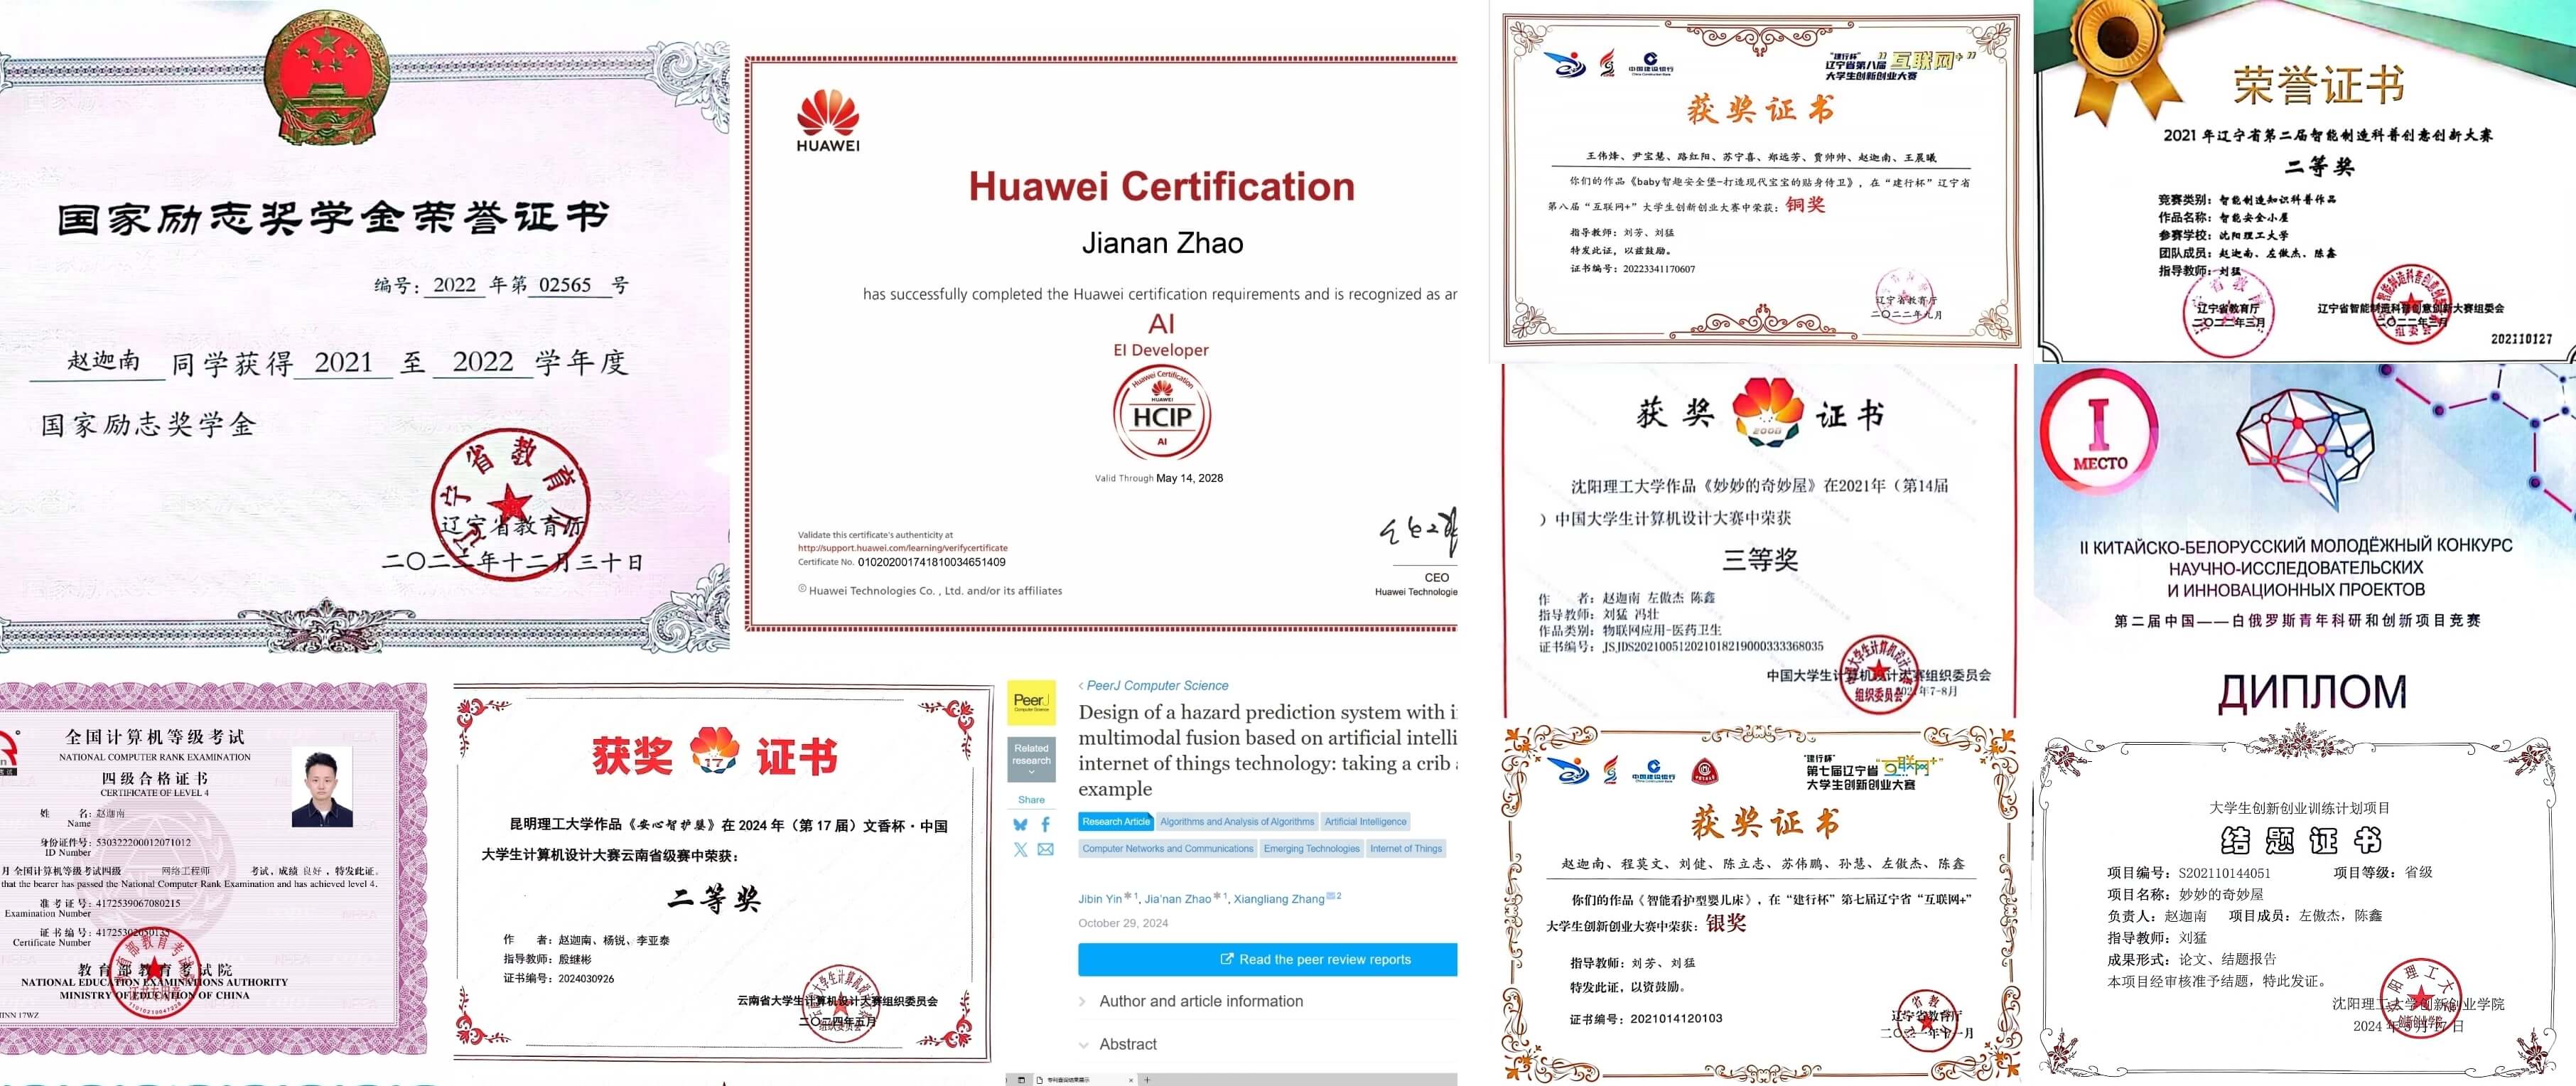 国家励志奖学金荣誉证书
编号: 2022 年第 02565 号
赵迦南 同学获得 2021 至 2022 学年度
国家励志奖学金
辽宁省教育厅
二〇二二年十二月三十日
HUAWEI
Huawei Certification
Jianan Zhao
has successfully completed the Huawei certification requirements and is recognized as an
AI
EI Developer
Huawei Certification
HUAWEI
HCIP
AI
Valid Through May 14, 2028
Validate this certificate's authenticity at
http://support.huawei.com/learning/verifycertificate
Certificate No. 010202001741810034651409
CEO
© Huawei Technologies Co. , Ltd. and/or its affiliates
Huawei Technologie
中国建设银行
China Construction Bank
"建行杯"
辽宁省第八届"互联网+"
大学生创新创业大赛
获奖证书
王伟烽、尹宝慧、路红阳、苏宁喜、郑远芳、贾帅帅、赵迦南、王晨曦
你们的作品《baby智趣安全堡-打造现代宝宝的贴身侍卫》，在"建行杯"辽宁省
第八届"互联网+"大学生创新创业大赛中荣获：铜奖
指导教师：刘芳、刘猛
特发此证，以兹鼓励。
证书编号：20223341170607
辽宁省教育厅
二〇二二年九月
荣誉证书
2021 年辽宁省第二届智能制造科普创意创新大赛
二等奖
竞赛类别：智能制造知识科普作品
作品名称：智能安全小屋
参赛学校：沈阳理工大学
团队成员：赵迦南、左傲杰、陈鑫
指导教师：刘猛
辽宁省教育厅
二〇二二年三月
辽宁省智能制造科普创意创新大赛组委会
二〇二二年三月
202110127
获奖 2008 证书
沈阳理工大学作品《妙妙的奇妙屋》在2021年（第14届
）中国大学生计算机设计大赛中荣获
三等奖
作 者：赵迦南 左傲杰 陈鑫
指导教师：刘猛 冯壮
作品类别：物联网应用-医药卫生
证书编号：JSJDS20210051202101821900033336​8035
中国大学生计算机设计大赛组织委员会
年7-8月
I
МЕСТО
II КИТАЙСКО-БЕЛОРУССКИЙ МОЛОДЁЖНЫЙ КОНКУРС
НАУЧНО-ИССЛЕДОВАТЕЛЬСКИХ
И ИННОВАЦИОННЫХ ПРОЕКТОВ
第二届中国——白俄罗斯青年科研和创新项目竞赛
ДИПЛОМ
全国计算机等级考试
NATIONAL COMPUTER RANK EXAMINATION
四级合格证书
CERTIFICATE OF LEVEL 4
姓 名：赵迦南
Name
身份证件号：530322200012071012
ID Number
月 全国计算机等级考试四级 网络工程师 考试，成绩 良好，特发此证。
that the bearer has passed the National Computer Rank Examination and has achieved level 4.
准考证号：4172539067080215
Examination Number
证书编号：
Certificate Number
教育部教育考试院
NATIONAL EDUCATION EXAMINATIONS AUTHORITY
MINISTRY OF EDUCATION OF CHINA
获奖 17 证书
昆明理工大学作品《安心智护婴》在 2024 年（第 17 届）文香杯·中国
大学生计算机设计大赛云南省级赛中荣获：
二等奖
作 者：赵迦南、杨锐、李亚泰
指导教师：殷继彬
证书编号：2024030926
云南省大学生计算机设计大赛组织委员会
二〇二四年五月
PeerJ
Computer Science
Related
research
Share
‹ PeerJ Computer Science
Design of a hazard prediction system with i
multimodal fusion based on artificial intelli
internet of things technology: taking a crib
example
Research Article Algorithms and Analysis of Algorithms Artificial Intelligence
Computer Networks and Communications Emerging Technologies Internet of Things
Jibin Yin 1, Jia'nan Zhao 1, Xiangliang Zhang 2
October 29, 2024
Read the peer review reports
Author and article information
Abstract
中国建设银行
China Construction Bank
"建行杯"
第七届辽宁省"互联网+"
大学生创新创业大赛
获奖证书
赵迦南、程英文、刘健、陈立志、苏伟鹏、孙慧、左傲杰、陈鑫
你们的作品《智能看护型婴儿床》，在"建行杯"第七届辽宁省"互联网+"
大学生创新创业大赛中荣获：银奖
指导教师：刘芳、刘猛
特发此证，以资鼓励。
证书编号：2021014120103
辽宁省教育厅
二〇二一年十一月
大学生创新创业训练计划项目
结题证书
项目编号：S202110144051 项目等级：省级
项目名称：妙妙的奇妙屋
负责人：赵迦南 项目成员：左傲杰，陈鑫
指导教师：刘猛
成果形式：论文、结题报告
本项目经审核准予结题，特此发证。
沈阳理工大学创新创业学院